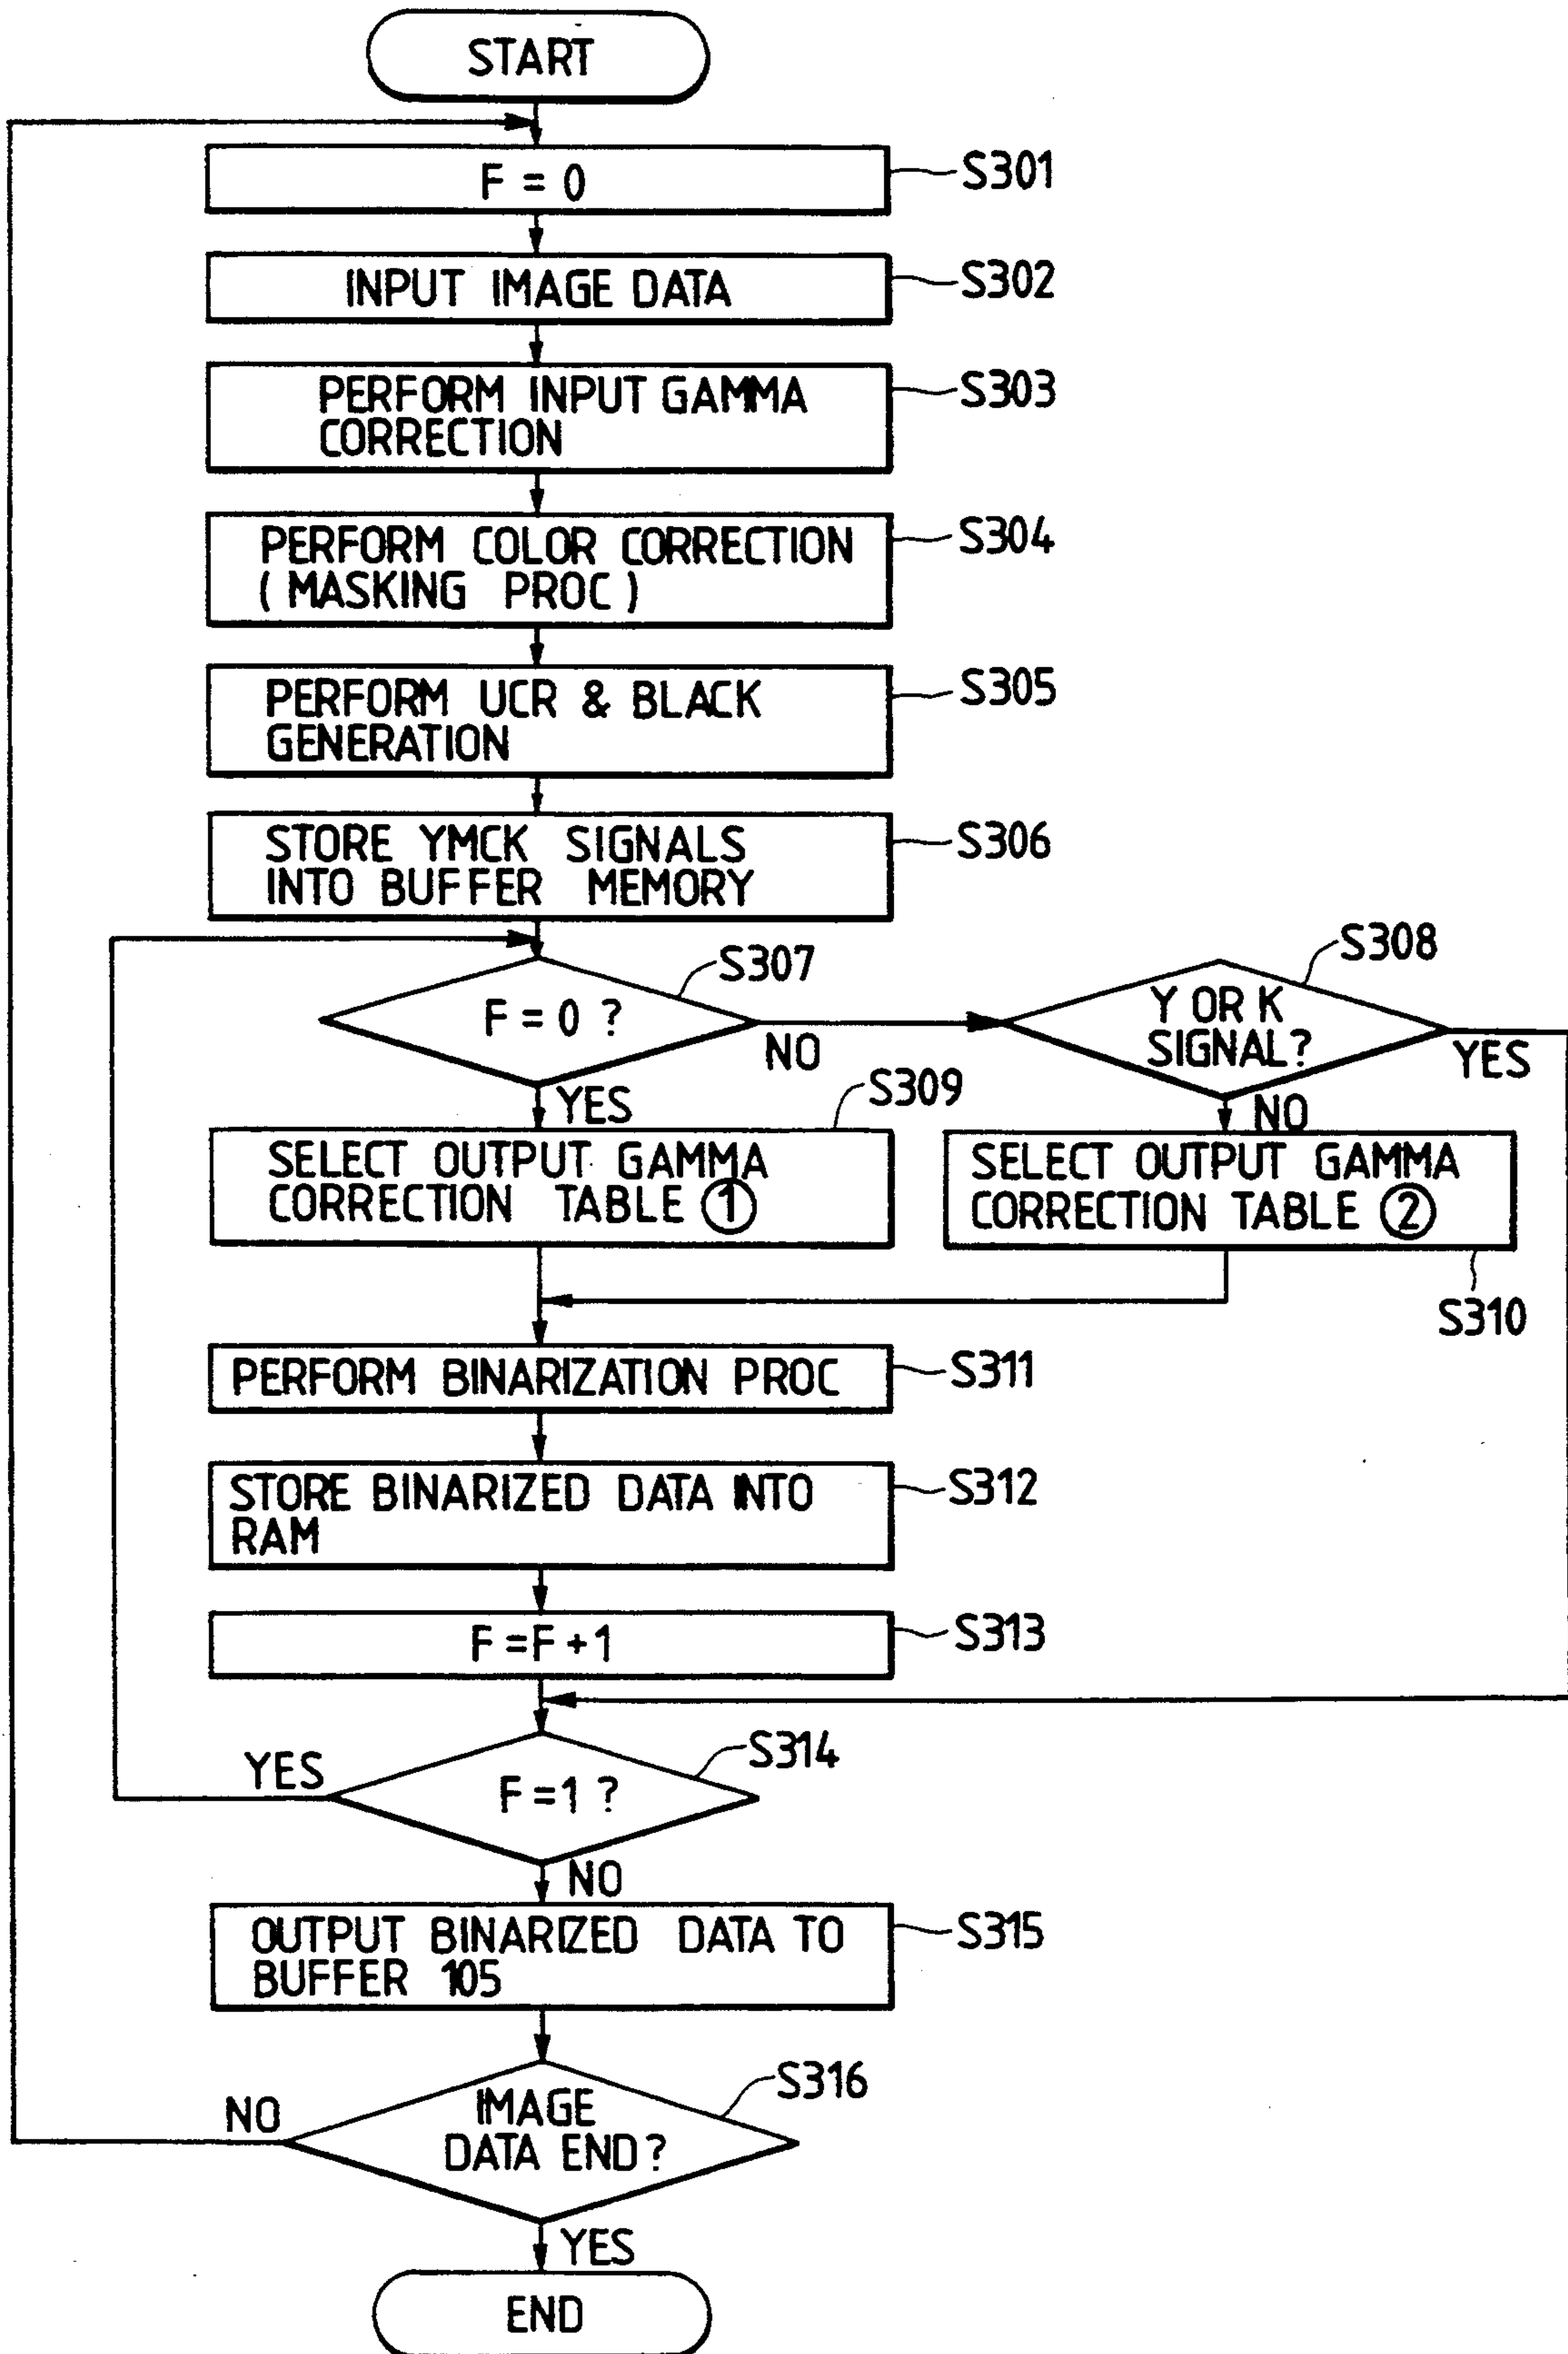 START
F = 0
S301
INPUT IMAGE DATA
S302
PERFORM INPUT GAMMA
CORRECTION
S303
PERFORM COLOR CORRECTION
(MASKING PROC)
S304
PERFORM UCR & BLACK
GENERATION
S305
STORE YMCK SIGNALS
INTO BUFFER MEMORY
S306
F = 0 ?
S307
NO
YES
Y OR K
SIGNAL?
S308
YES
NO
SELECT OUTPUT GAMMA
CORRECTION TABLE ①
S309
SELECT OUTPUT GAMMA
CORRECTION TABLE ②
S310
PERFORM BINARIZATION PROC
S311
STORE BINARIZED DATA INTO
RAM
S312
F = F + 1
S313
F = 1 ?
S314
YES
NO
OUTPUT BINARIZED DATA TO
BUFFER 105
S315
IMAGE
DATA END?
S316
NO
YES
END